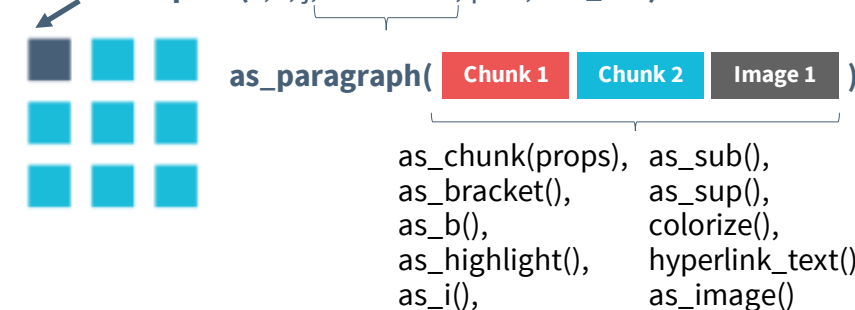 as_paragraph( Chunk 1 Chunk 2 Image 1 )
as_chunk(props), as_sub(),
as_bracket(), as_sup(),
as_b(), colorize(),
as_highlight(), hyperlink_text()
as_i(), as_image()